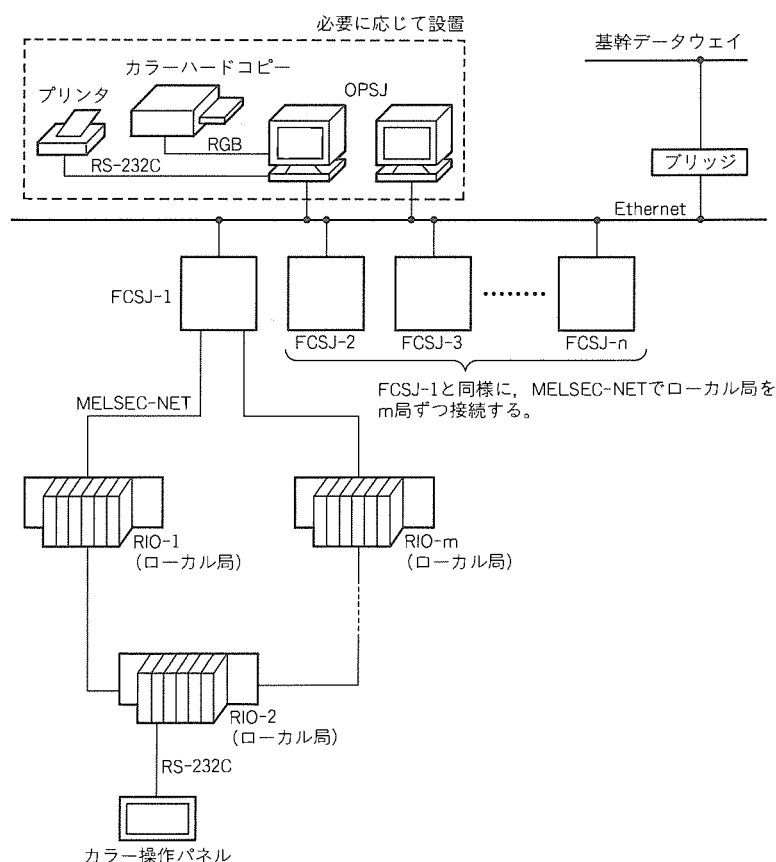 必要に応じて設置
基幹データウェイ
カラーハードコピー
プリンタ
OPSJ
RGB
RS-232C
ブリッジ
Ethernet
FCSJ-1
FCSJ-2
FCSJ-3
FCSJ-n
FCSJ-1と同様に，MELSEC-NETでローカル局を
m局ずつ接続する。
MELSEC-NET
RIO-1
(ローカル局)
RIO-m
(ローカル局)
RIO-2
(ローカル局)
RS-232C
カラー操作パネル